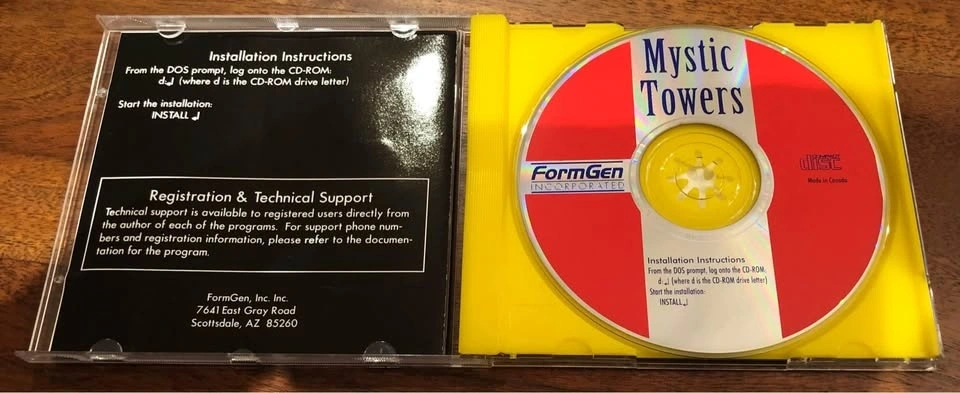 Installation Instructions
From the DOS prompt, log onto the CD-ROM:
d:↲ (where d is the CD-ROM drive letter)
Start the installation:
INSTALL ↲
Registration & Technical Support
Technical support is available to registered users directly from
the author of each of the programs. For support phone num-
bers and registration information, please refer to the documen-
tation for the program.
FormGen, Inc. Inc.
7641 East Gray Road
Scottsdale, AZ 85260
Mystic
Towers
FormGen
INCORPORATED
disc
Made in Canada
Installation Instructions
From the DOS prompt, log onto the CD-ROM:
d:↲ (where d is the CD-ROM drive letter)
Start the installation:
INSTALL↲